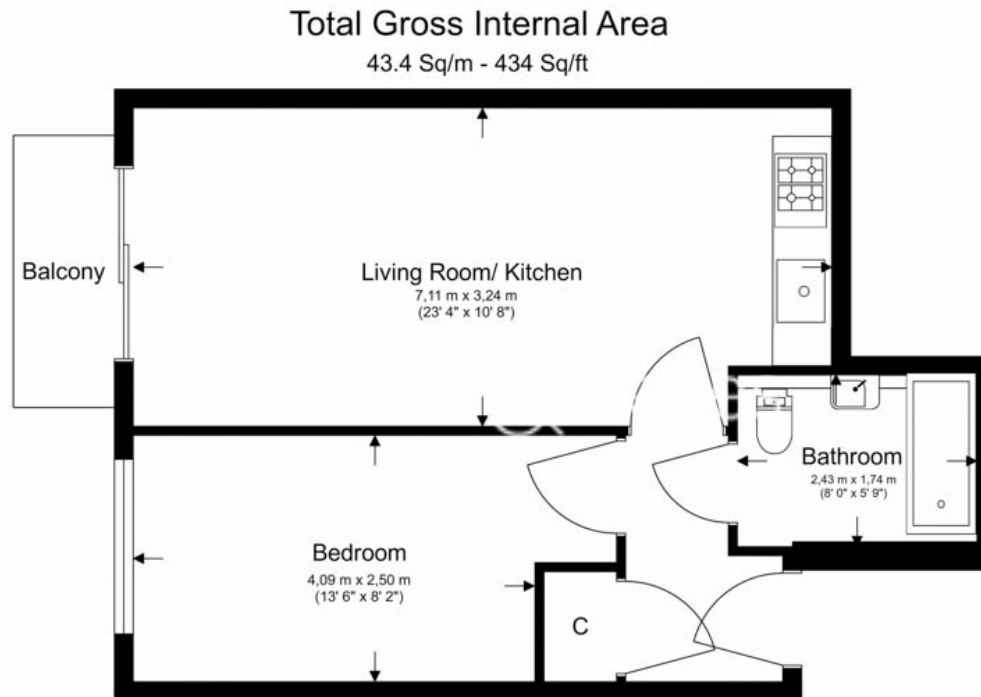 Total Gross Internal Area
43.4 Sq/m - 434 Sq/ft
Balcony
Living Room/ Kitchen
7,11 m x 3,24 m
(23' 4" x 10' 8")
Bathroom
2,43 m x 1,74 m
(8' 0" x 5' 9")
Bedroom
4,09 m x 2,50 m
(13' 6" x 8' 2")
C